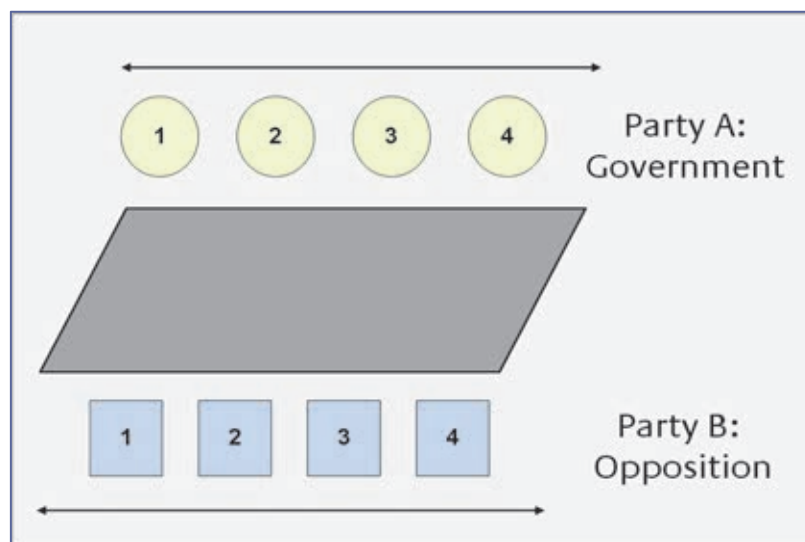 1 2 3 4
Party A:
Government
1 2 3 4
Party B:
Opposition